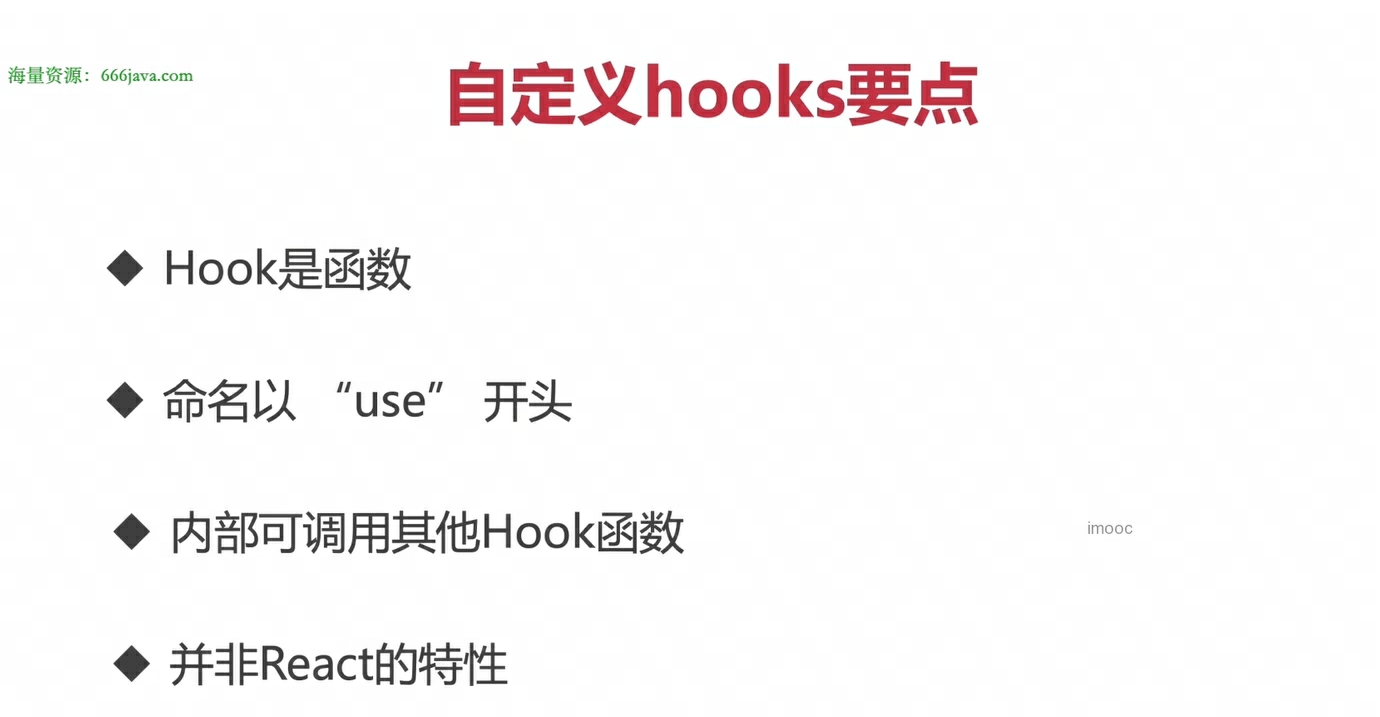 海量资源：666java.com
自定义hooks要点
◆ Hook是函数
◆ 命名以 “use” 开头
◆ 内部可调用其他Hook函数
imooc
◆ 并非React的特性